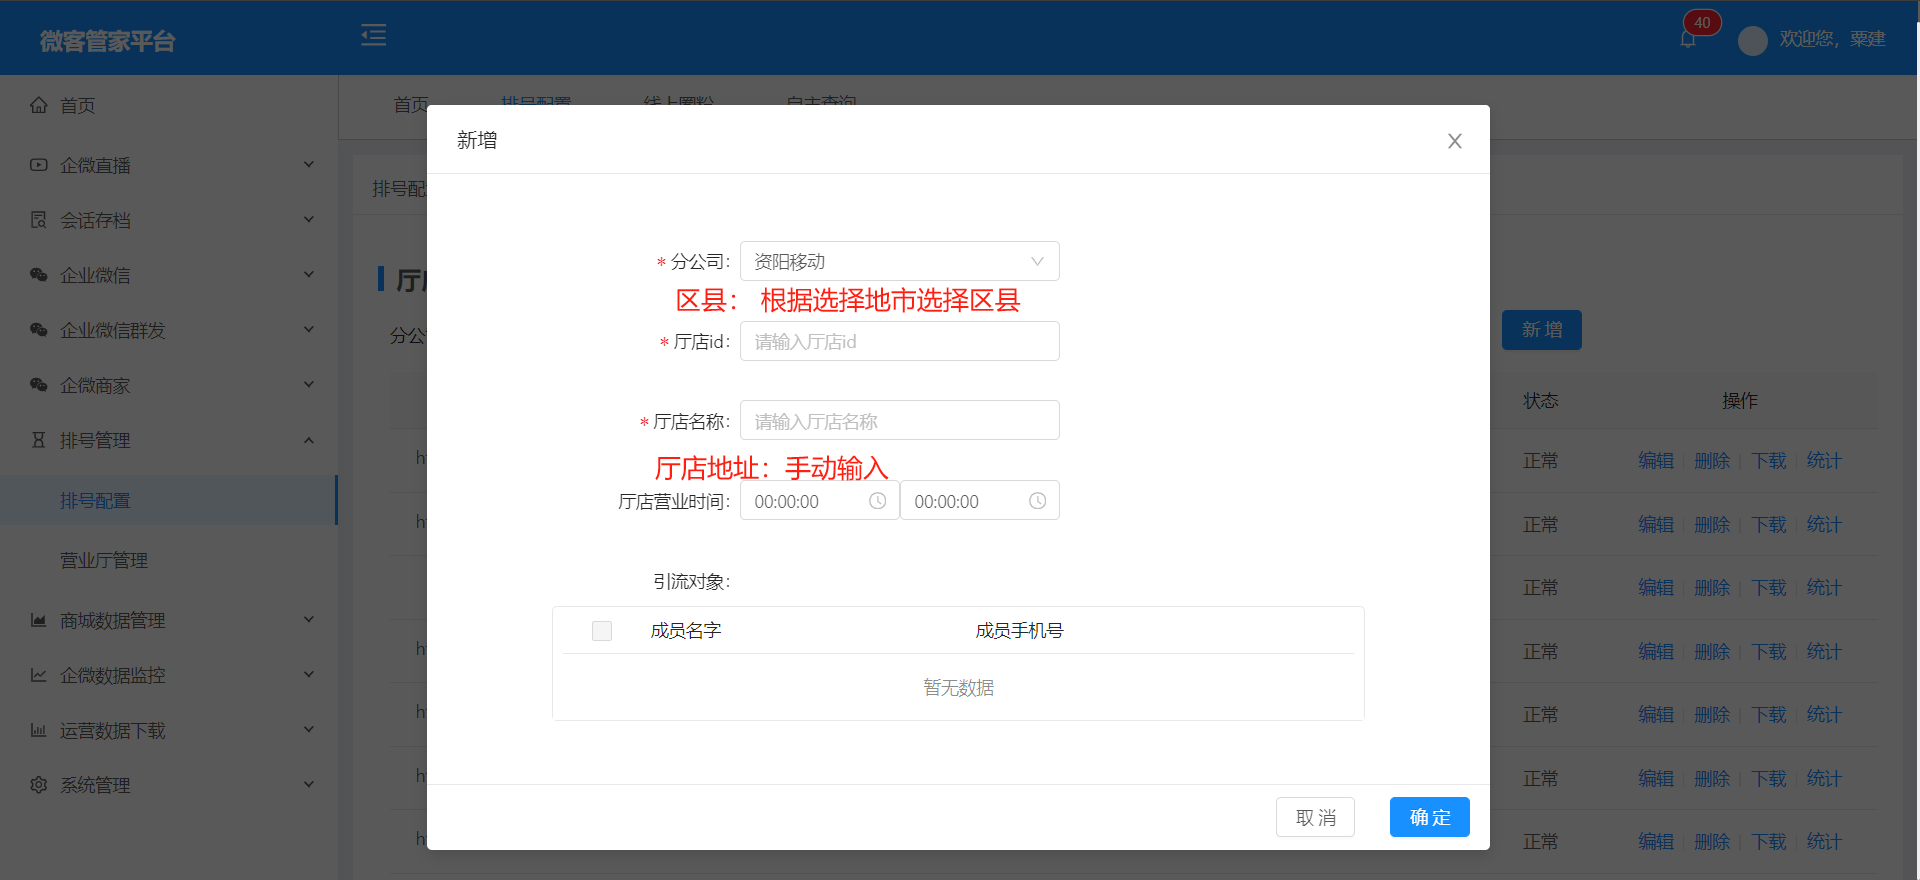 微客管家平台
40
欢迎您，粟建
首页
企微直播
会话存档
企业微信
企业微信群发
企微商家
排号管理
排号配置
营业厅管理
商城数据管理
企微数据监控
运营数据下载
系统管理
首页 排号配置 线上圈粉 自主查询
排号配
厅
分公
新 增
状态 操作
正常 编辑 删除 下载 统计
正常 编辑 删除 下载 统计
正常 编辑 删除 下载 统计
正常 编辑 删除 下载 统计
正常 编辑 删除 下载 统计
正常 编辑 删除 下载 统计
正常 编辑 删除 下载 统计
新增
* 分公司: 资阳移动
区县： 根据选择地市选择区县
* 厅店id: 请输入厅店id
* 厅店名称: 请输入厅店名称
厅店地址：手动输入
厅店营业时间: 00:00:00 00:00:00
引流对象:
成员名字 成员手机号
暂无数据
取 消 确 定